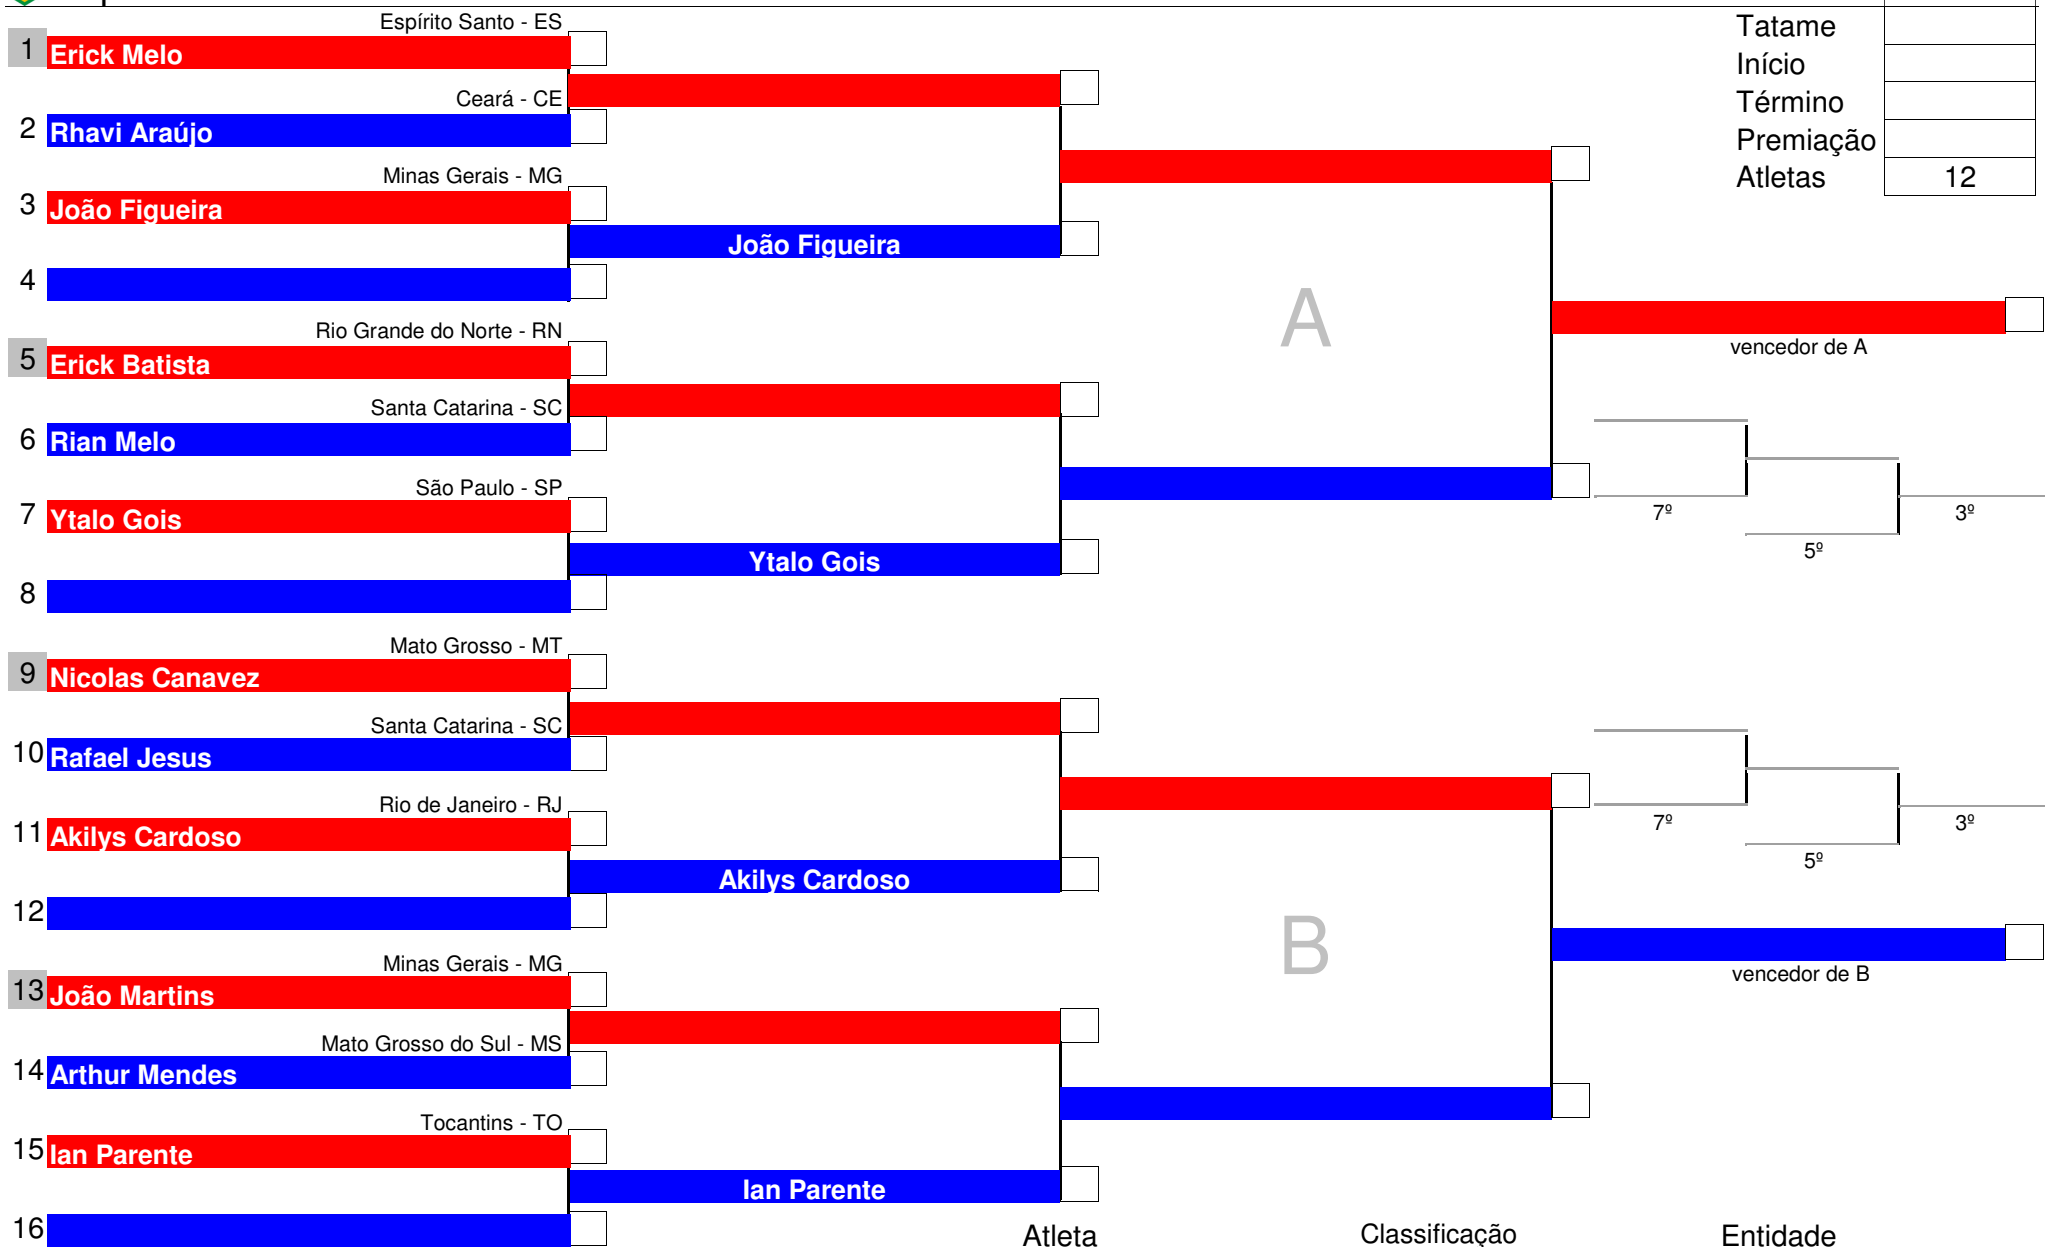 Espírito Santo - ES
1 Erick Melo
Ceará - CE
2 Rhavi Araújo
Minas Gerais - MG
3 João Figueira
João Figueira
4
Rio Grande do Norte - RN
5 Erick Batista
Santa Catarina - SC
6 Rian Melo
São Paulo - SP
7 Ytalo Gois
Ytalo Gois
8
Mato Grosso - MT
9 Nicolas Canavez
Santa Catarina - SC
10 Rafael Jesus
Rio de Janeiro - RJ
11 Akilys Cardoso
Akilys Cardoso
12
Minas Gerais - MG
13 João Martins
Mato Grosso do Sul - MS
14 Arthur Mendes
Tocantins - TO
15 Ian Parente
Ian Parente
16
A
B
Tatame
Início
Término
Premiação
Atletas 12
vencedor de A
7º
5º
3º
7º
5º
3º
vencedor de B
Atleta Classificação Entidade